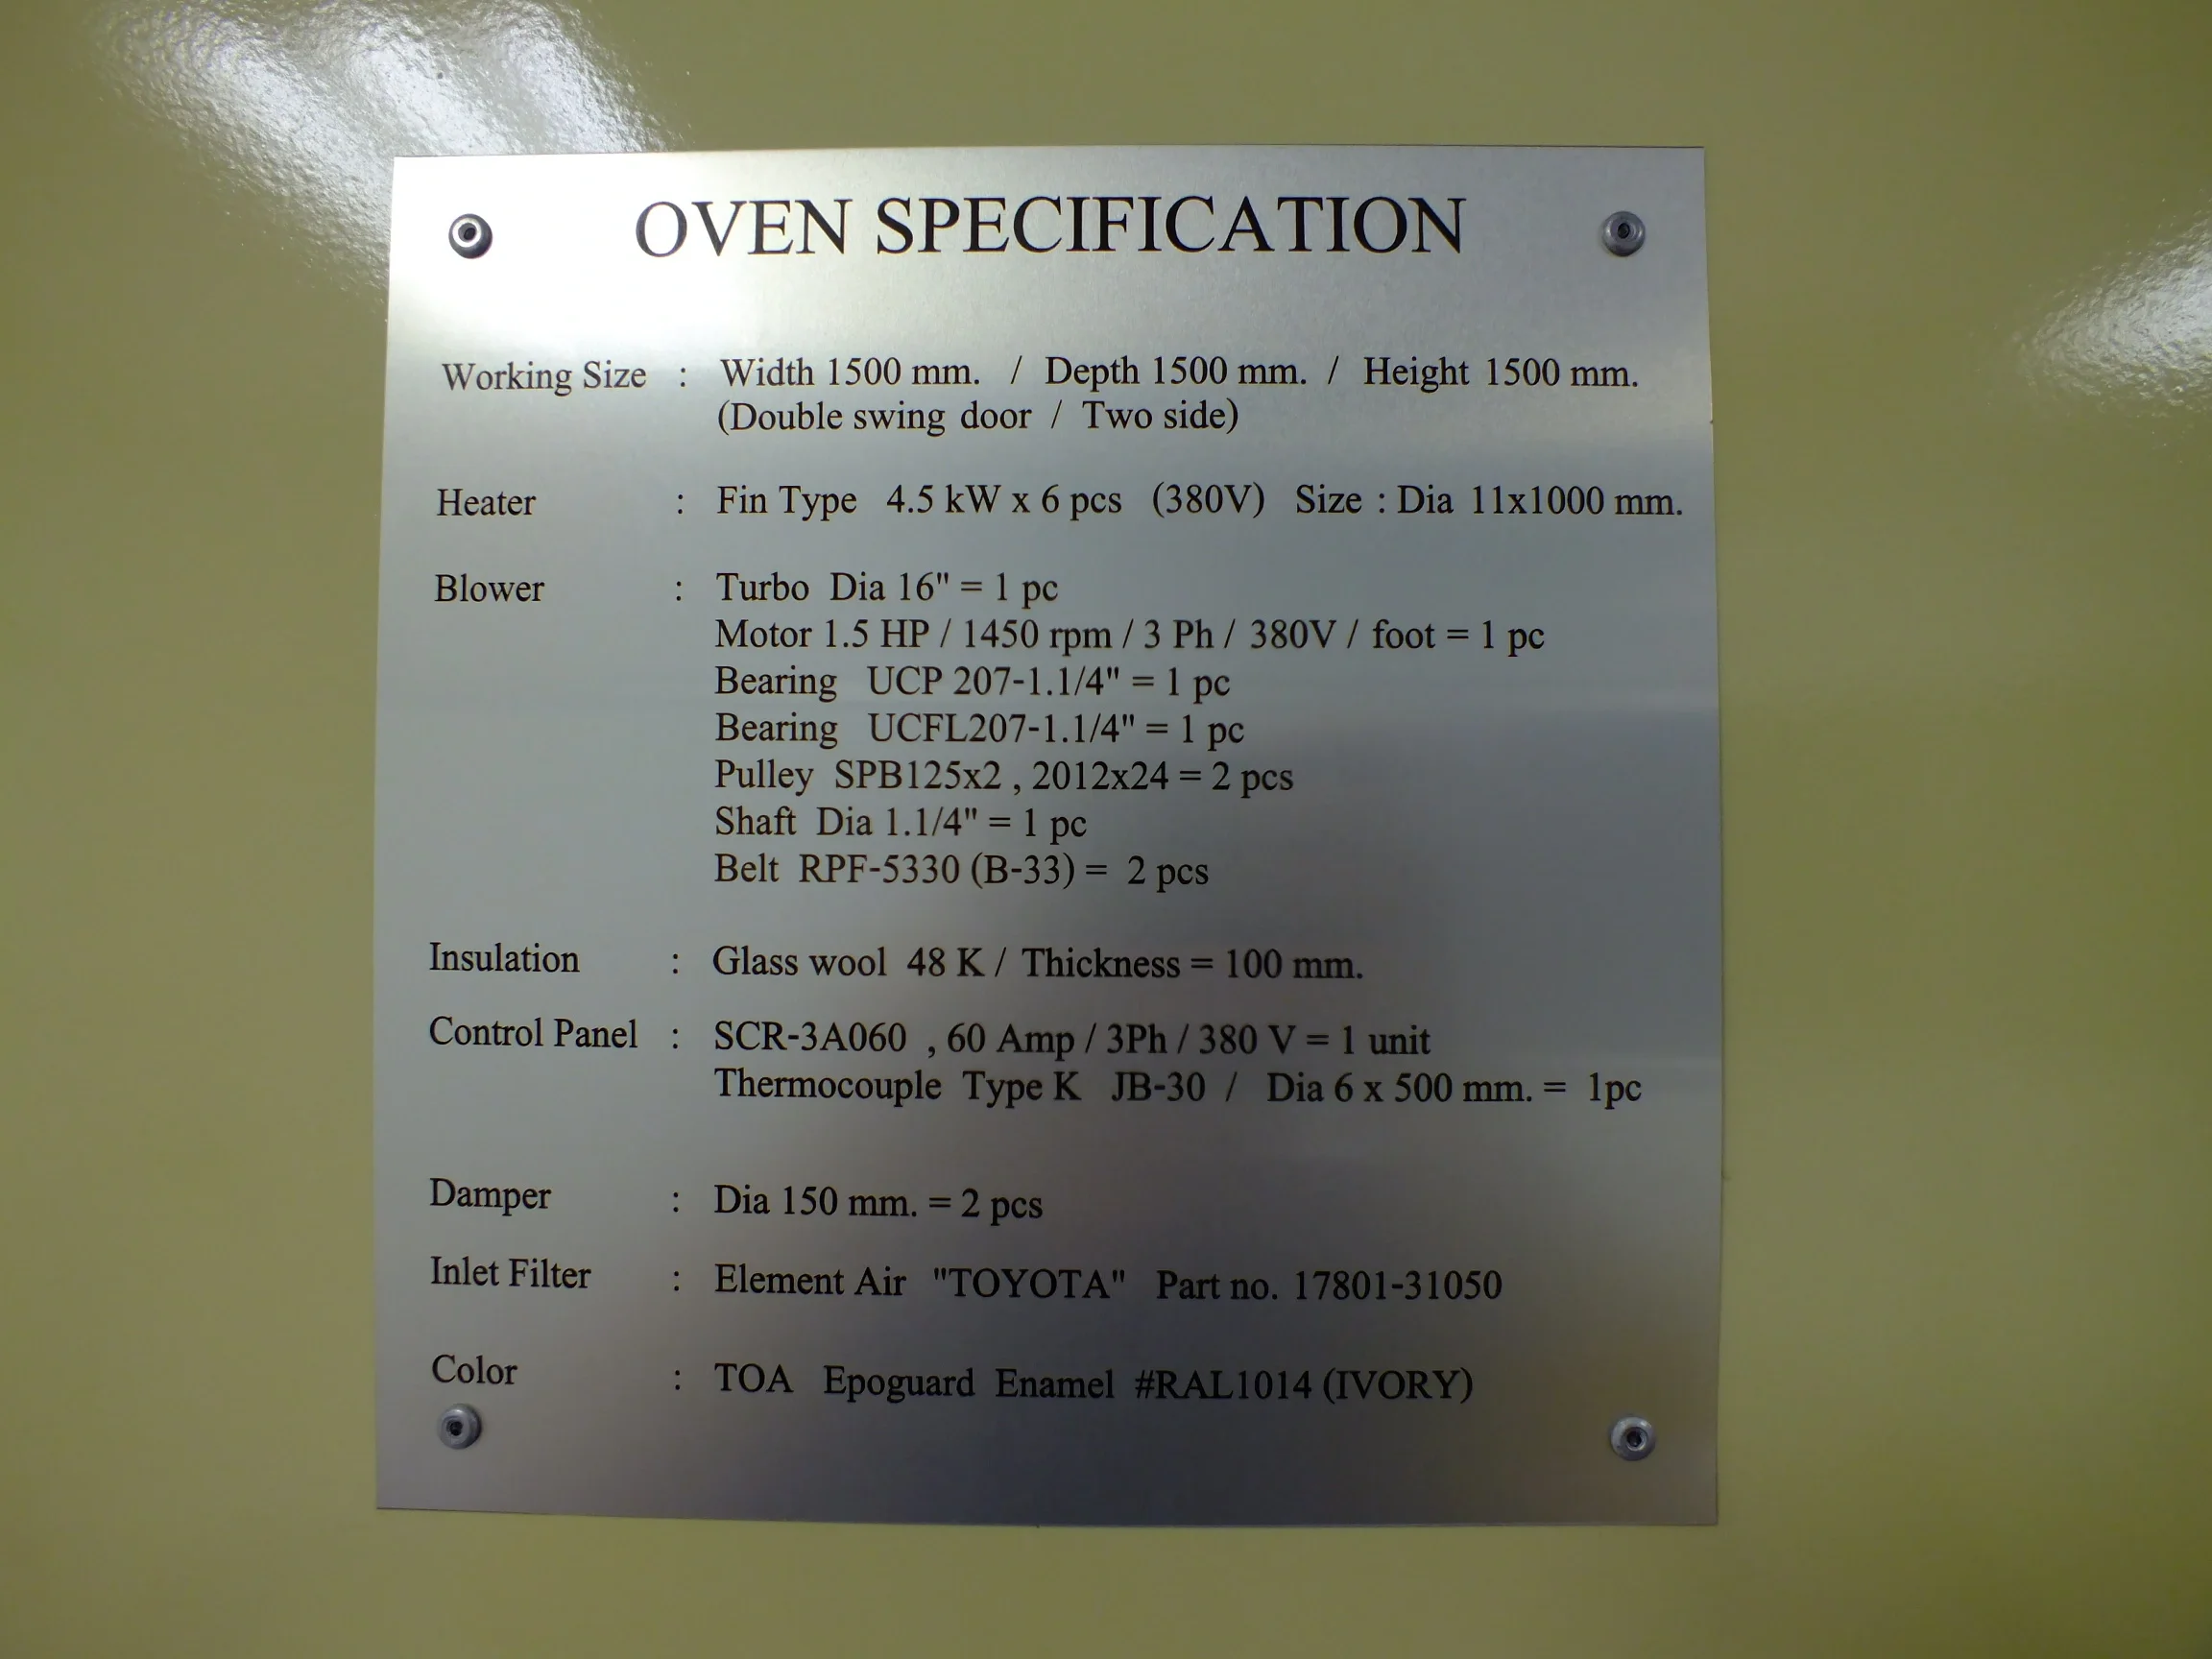 OVEN SPECIFICATION
Working Size : Width 1500 mm. / Depth 1500 mm. / Height 1500 mm.
(Double swing door / Two side)
Heater : Fin Type 4.5 kW x 6 pcs (380V) Size : Dia 11x1000 mm.
Blower : Turbo Dia 16" = 1 pc
Motor 1.5 HP / 1450 rpm / 3 Ph / 380V / foot = 1 pc
Bearing UCP 207-1.1/4" = 1 pc
Bearing UCFL207-1.1/4" = 1 pc
Pulley SPB125x2 , 2012x24 = 2 pcs
Shaft Dia 1.1/4" = 1 pc
Belt RPF-5330 (B-33) = 2 pcs
Insulation : Glass wool 48 K / Thickness = 100 mm.
Control Panel : SCR-3A060 , 60 Amp / 3Ph / 380 V = 1 unit
Thermocouple Type K JB-30 / Dia 6 x 500 mm. = 1pc
Damper : Dia 150 mm. = 2 pcs
Inlet Filter : Element Air "TOYOTA" Part no. 17801-31050
Color : TOA Epoguard Enamel #RAL1014 (IVORY)